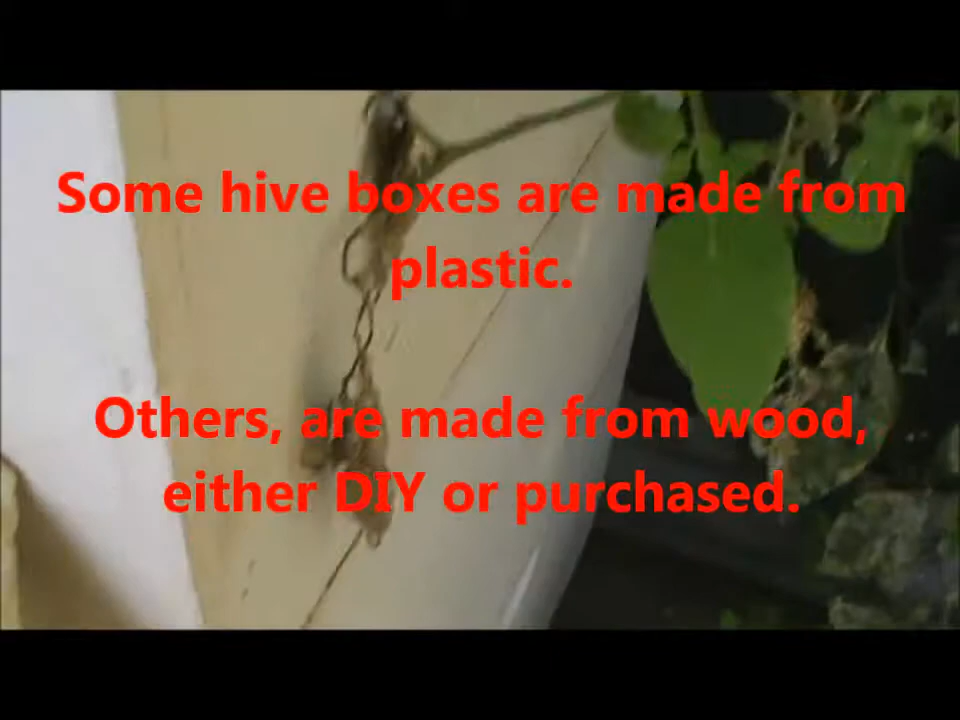 Some hive boxes are made from
plastic.
Others, are made from wood,
either DIY or purchased.